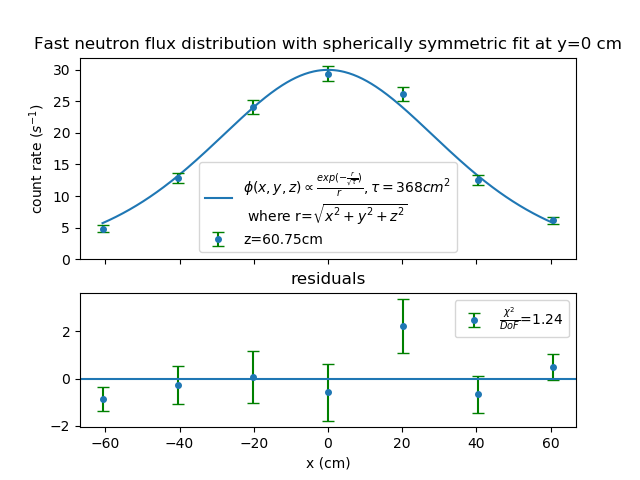 Fast neutron flux distribution with spherically symmetric fit at y=0 cm
30
25
20
15
10
5
0
count rate (s⁻¹)
ϕ(x, y, z) ∝ exp(−r/√τ)/r, τ = 368cm²
where r=√(x² + y² + z²)
z=60.75cm
residuals
2
0
−2
χ²/DoF=1.24
−60 −40 −20 0 20 40 60
x (cm)